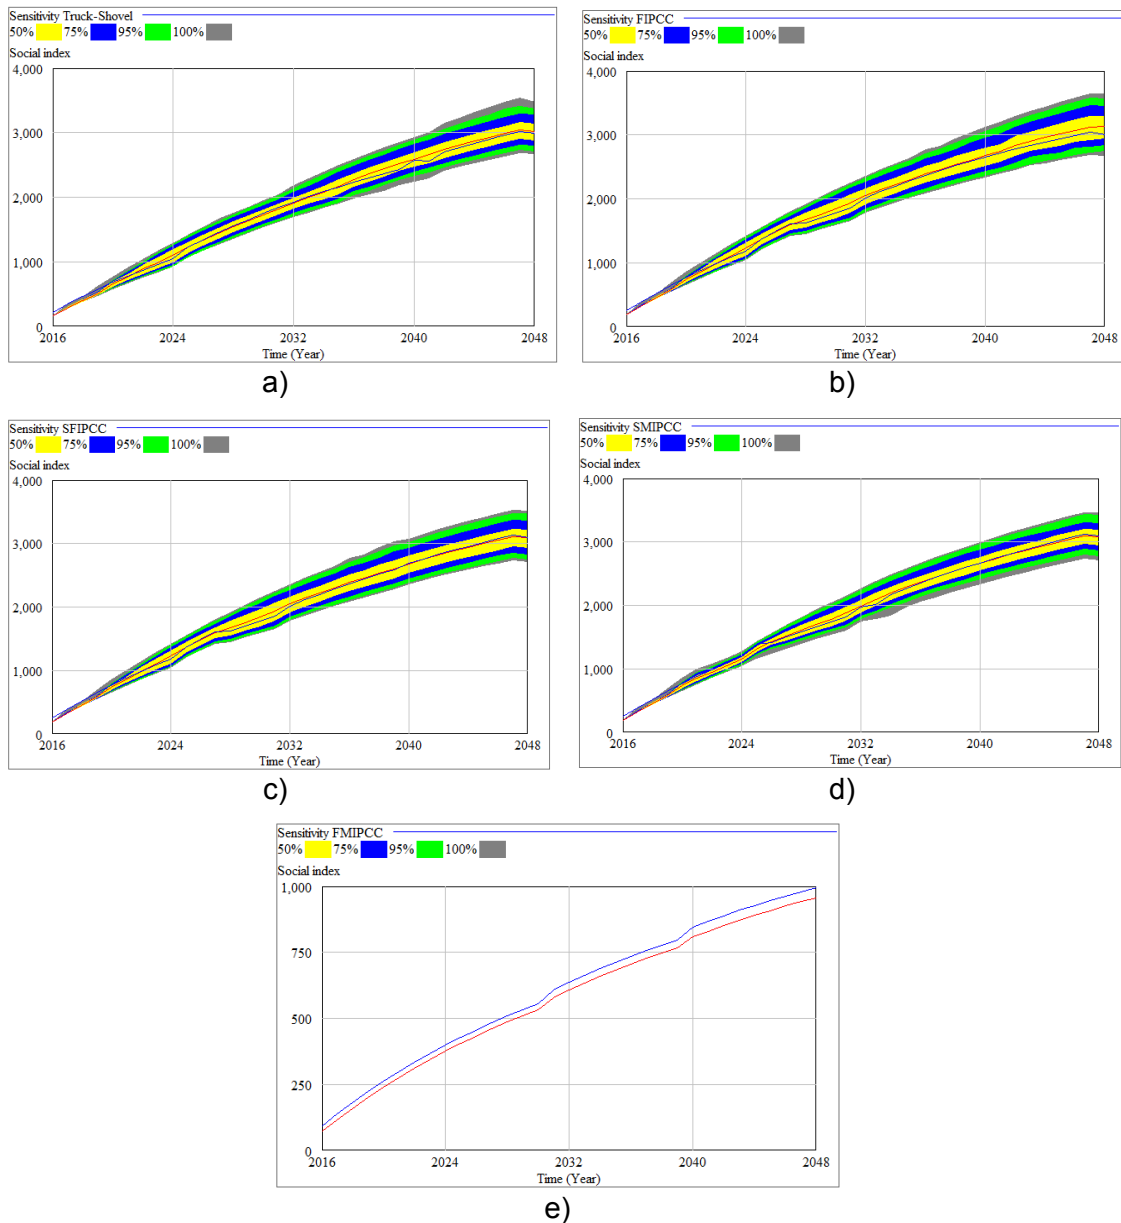 Sensitivity Truck-Shovel
50% 75% 95% 100%
Social index
4,000
3,000
2,000
1,000
0
2016 2024 2032 2040 2048
Time (Year)
a)
Sensitivity FIPCC
50% 75% 95% 100%
Social index
4,000
3,000
2,000
1,000
0
2016 2024 2032 2040 2048
Time (Year)
b)
Sensitivity SFIPCC
50% 75% 95% 100%
Social index
4,000
3,000
2,000
1,000
0
2016 2024 2032 2040 2048
Time (Year)
c)
Sensitivity SMIPCC
50% 75% 95% 100%
Social index
4,000
3,000
2,000
1,000
0
2016 2024 2032 2040 2048
Time (Year)
d)
Sensitivity FMIPCC
50% 75% 95% 100%
Social index
1,000
750
500
250
0
2016 2024 2032 2040 2048
Time (Year)
e)